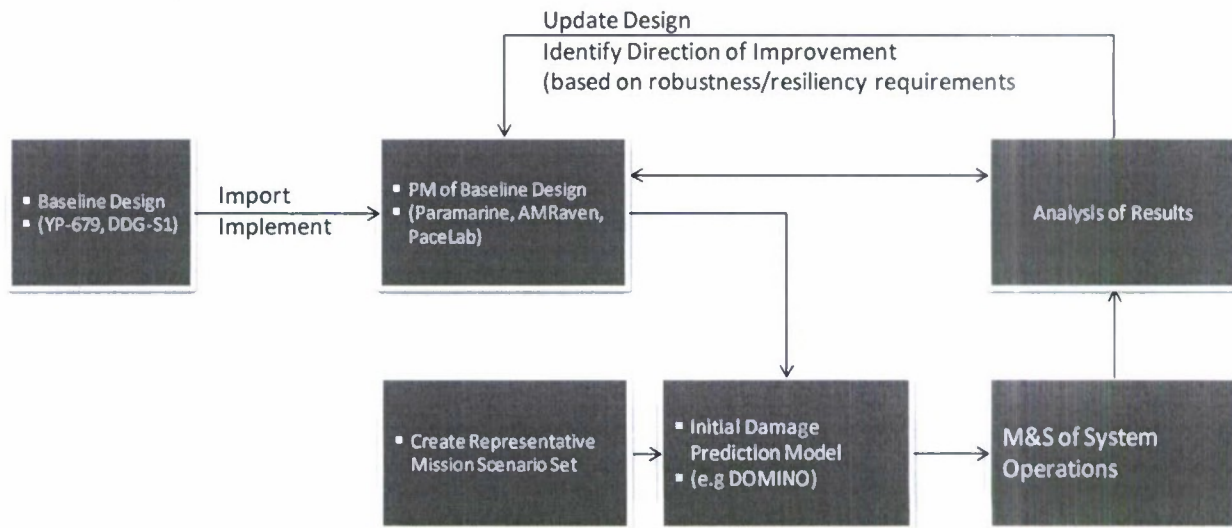 Update Design
Identify Direction of Improvement
(based on robustness/resiliency requirements
▪ Baseline Design
▪ (YP-679, DDG-S1)
Import
Implement
▪ PM of Baseline Design
▪ (Paramarine, AMRaven,
PaceLab)
Analysis of Results
▪ Create Representative
Mission Scenario Set
▪ Initial Damage
Prediction Model
▪ (e.g DOMINO)
M&S of System
Operations